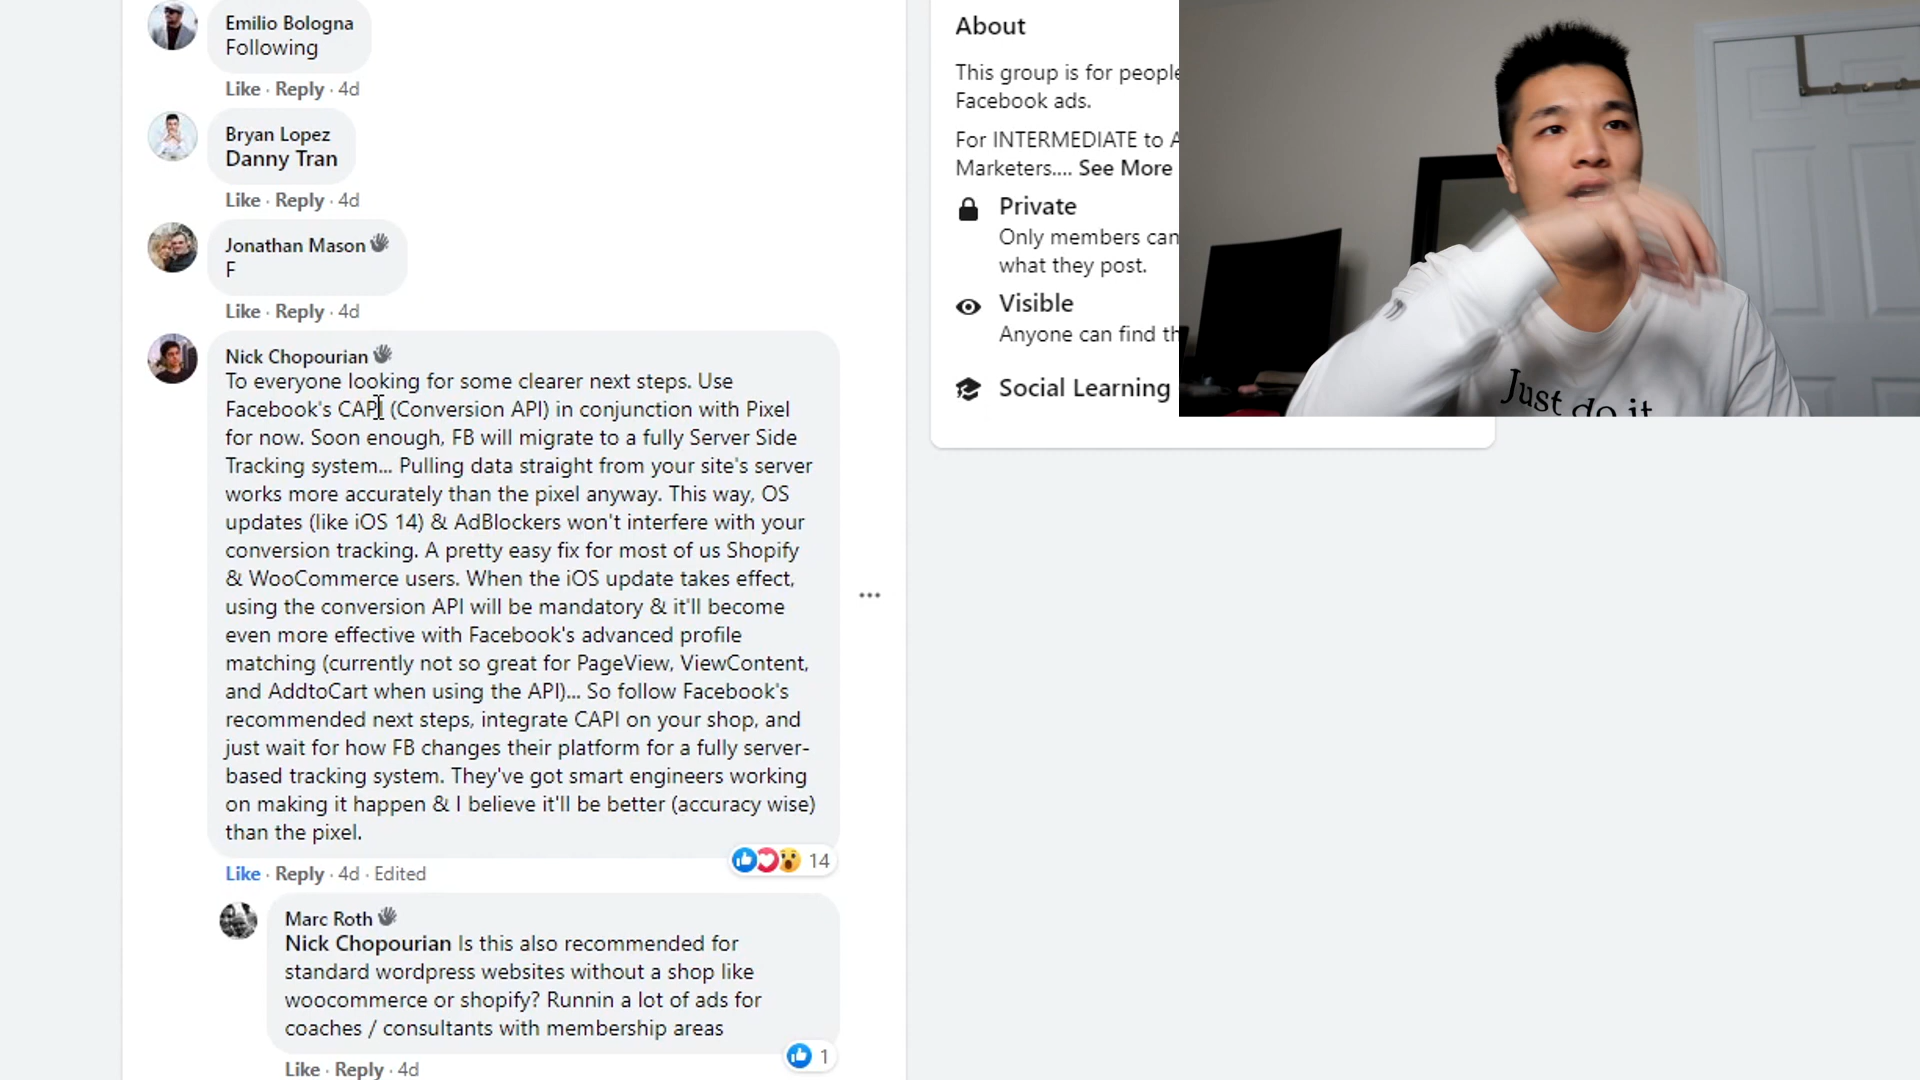 Emilio Bologna
Following
Like · Reply · 4d
Bryan Lopez
Danny Tran
Like · Reply · 4d
Jonathan Mason
F
Like · Reply · 4d
Nick Chopourian
To everyone looking for some clearer next steps. Use
Facebook's CAPI (Conversion API) in conjunction with Pixel
for now. Soon enough, FB will migrate to a fully Server Side
Tracking system... Pulling data straight from your site's server
works more accurately than the pixel anyway. This way, OS
updates (like iOS 14) & AdBlockers won't interfere with your
conversion tracking. A pretty easy fix for most of us Shopify
& WooCommerce users. When the iOS update takes effect,
using the conversion API will be mandatory & it'll become
even more effective with Facebook's advanced profile
matching (currently not so great for PageView, ViewContent,
and AddtoCart when using the API)... So follow Facebook's
recommended next steps, integrate CAPI on your shop, and
just wait for how FB changes their platform for a fully server-
based tracking system. They've got smart engineers working
on making it happen & I believe it'll be better (accuracy wise)
than the pixel.
14
Like · Reply · 4d · Edited
Marc Roth
Nick Chopourian Is this also recommended for
standard wordpress websites without a shop like
woocommerce or shopify? Runnin a lot of ads for
coaches / consultants with membership areas
1
Like · Reply · 4d
About
This group is for people
Facebook ads.
For INTERMEDIATE to A
Marketers.... See More
Private
Only members can
what they post.
Visible
Anyone can find th
Social Learning
Just do it